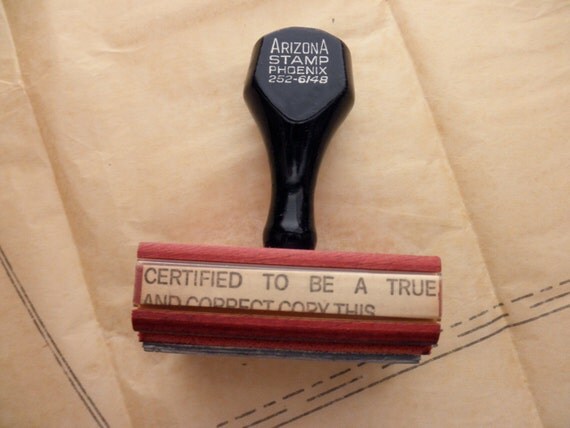 ARIZONA
STAMP
PHOENIX
252-6148
CERTIFIED TO BE A TRUE
AND CORRECT COPY THIS